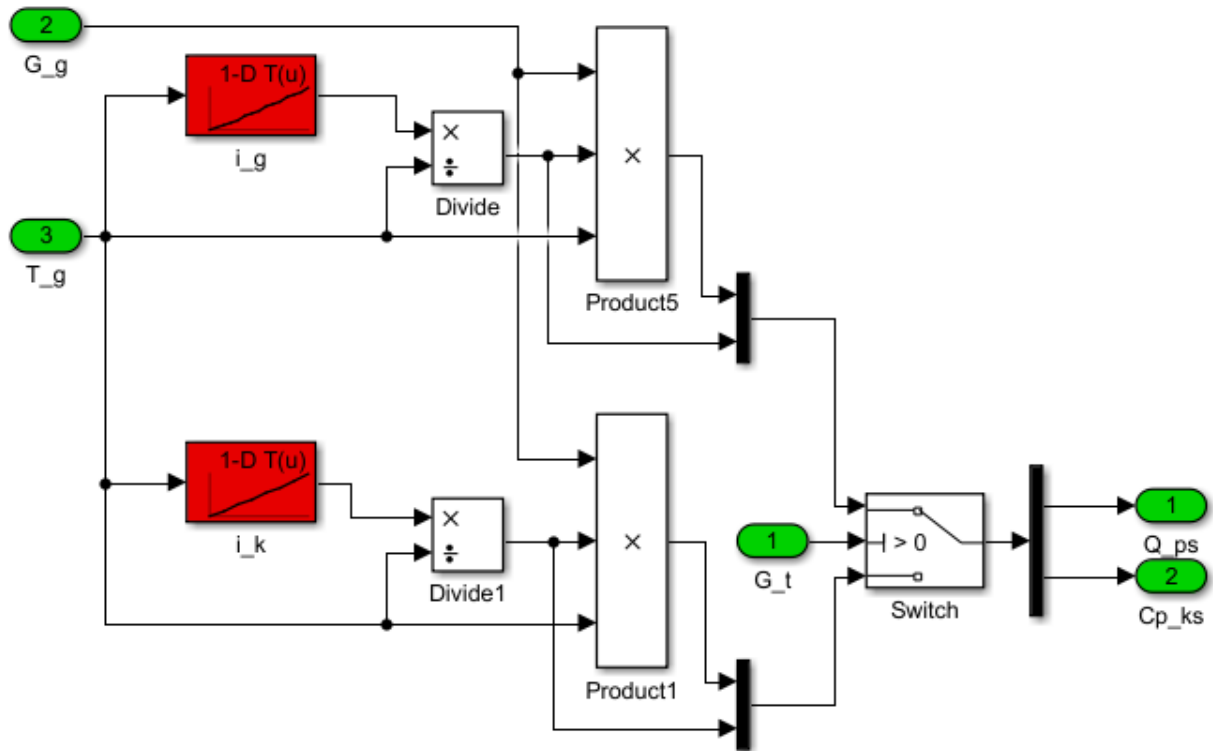 2
G_g
1-D T(u)
i_g
×
÷
Divide
×
Product5
3
T_g
1-D T(u)
i_k
×
÷
Divide1
×
Product1
1
G_t
> 0
Switch
1
Q_ps
2
Cp_ks